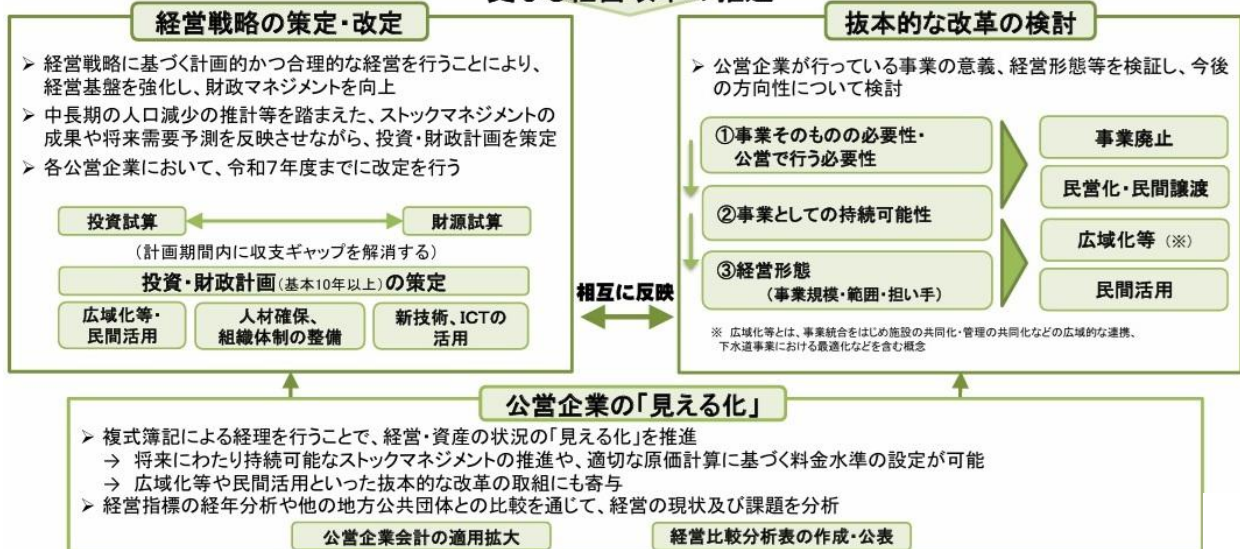 経営戦略の策定・改定
➢ 経営戦略に基づく計画的かつ合理的な経営を行うことにより、
経営基盤を強化し、財政マネジメントを向上
➢ 中長期の人口減少の推計等を踏まえた、ストックマネジメントの
成果や将来需要予測を反映させながら、投資・財政計画を策定
➢ 各公営企業において、令和7年度までに改定を行う
投資試算
財源試算
(計画期間内に収支ギャップを解消する)
投資・財政計画(基本10年以上)の策定
広域化等・
民間活用
人材確保、
組織体制の整備
新技術、ICTの
活用
相互に反映
抜本的な改革の検討
➢ 公営企業が行っている事業の意義、経営形態等を検証し、今後
の方向性について検討
①事業そのものの必要性・
公営で行う必要性
②事業としての持続可能性
③経営形態
(事業規模・範囲・担い手)
事業廃止
民営化・民間譲渡
広域化等 (※)
民間活用
※ 広域化等とは、事業統合をはじめ施設の共同化・管理の共同化などの広域的な連携、
下水道事業における最適化などを含む概念
公営企業の「見える化」
➢ 複式簿記による経理を行うことで、経営・資産の状況の「見える化」を推進
→ 将来にわたり持続可能なストックマネジメントの推進や、適切な原価計算に基づく料金水準の設定が可能
→ 広域化等や民間活用といった抜本的な改革の取組にも寄与
➢ 経営指標の経年分析や他の地方公共団体との比較を通じて、経営の現状及び課題を分析
公営企業会計の適用拡大
経営比較分析表の作成・公表